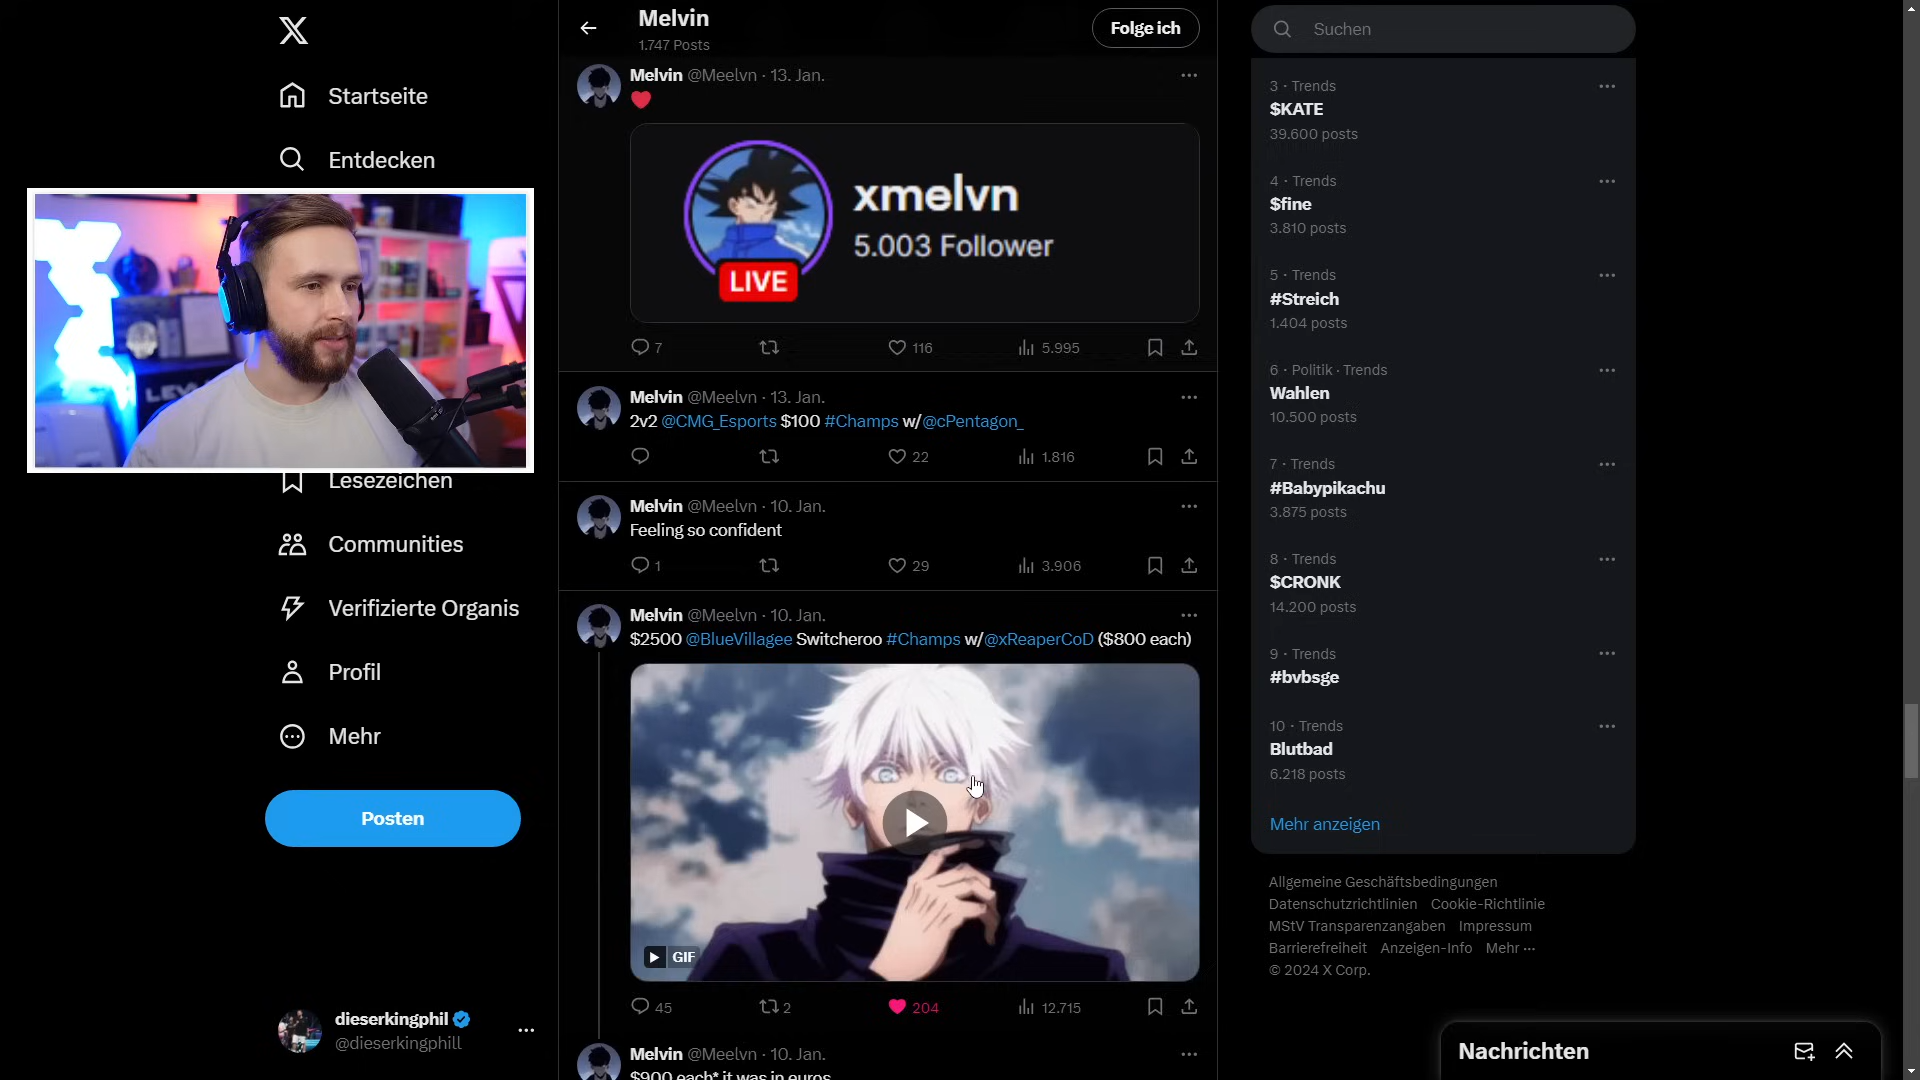 Startseite
Entdecken
LEVL
Lesezeichen
Communities
Verifizierte Organis
Profil
Mehr
Posten
dieserkingphil
@dieserkingphill
Melvin
1.747 Posts
Folge ich
Melvin @Meelvn · 13. Jan.
❤️
xmelvn
5.003 Follower
LIVE
7 116 5.995
Melvin @Meelvn · 13. Jan.
2v2 @CMG_Esports $100 #Champs w/@cPentagon_
22 1.816
Melvin @Meelvn · 10. Jan.
Feeling so confident
1 29 3.906
Melvin @Meelvn · 10. Jan.
$2500 @BlueVillagee Switcheroo #Champs w/@xReaperCoD ($800 each)
GIF
45 2 204 12.715
Melvin @Meelvn · 10. Jan.
$900 each* it was in euros
Suchen
3 · Trends
$KATE
39.600 posts
4 · Trends
$fine
3.810 posts
5 · Trends
#Streich
1.404 posts
6 · Politik · Trends
Wahlen
10.500 posts
7 · Trends
#Babypikachu
3.875 posts
8 · Trends
$CRONK
14.200 posts
9 · Trends
#bvbsge
10 · Trends
Blutbad
6.218 posts
Mehr anzeigen
Allgemeine Geschäftsbedingungen
Datenschutzrichtlinien Cookie-Richtlinie
MStV Transparenzangaben Impressum
Barrierefreiheit Anzeigen-Info Mehr ···
© 2024 X Corp.
Nachrichten